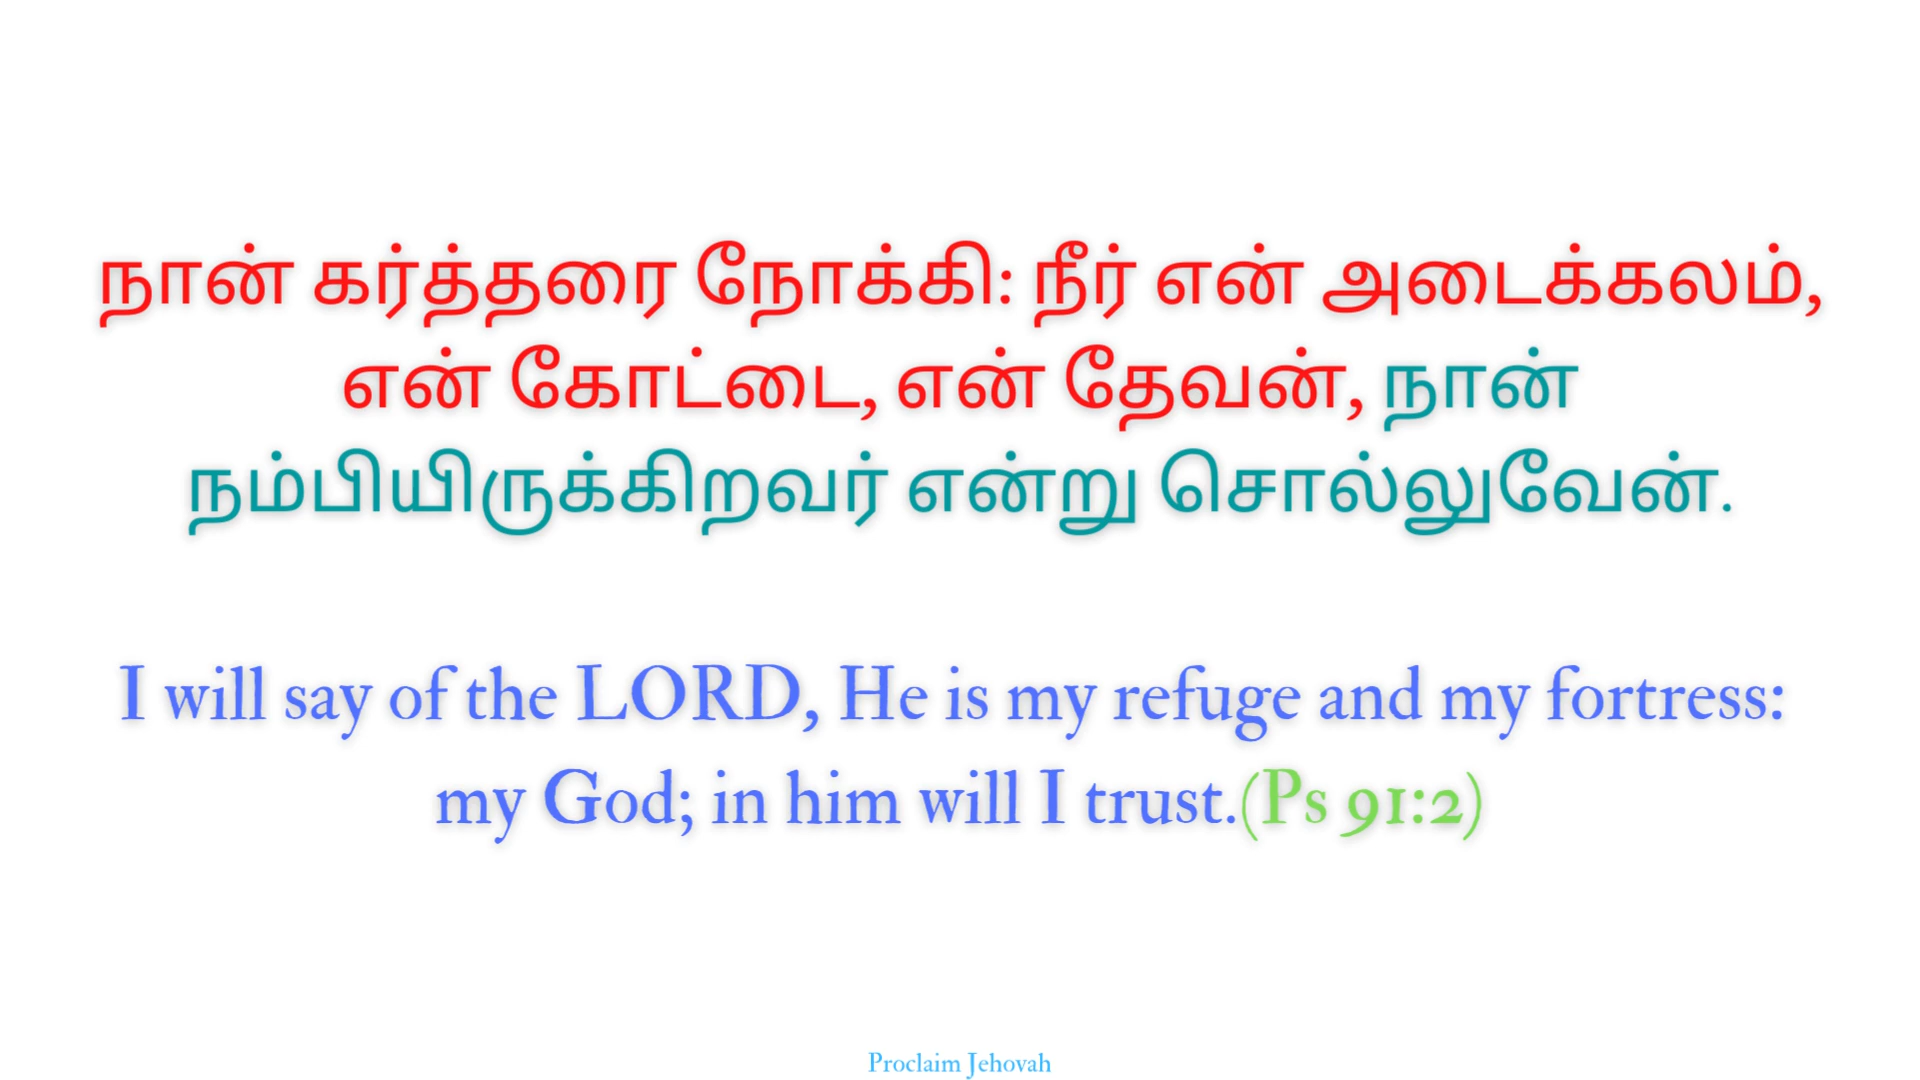 நான் கர்த்தரை நோக்கி: நீர் என் அடைக்கலம்,
என் கோட்டை, என் தேவன், நான்
நம்பியிருக்கிறவர் என்று சொல்லுவேன்.
I will say of the LORD, He is my refuge and my fortress:
my God; in him will I trust.(Ps 91:2)
Proclaim Jehovah